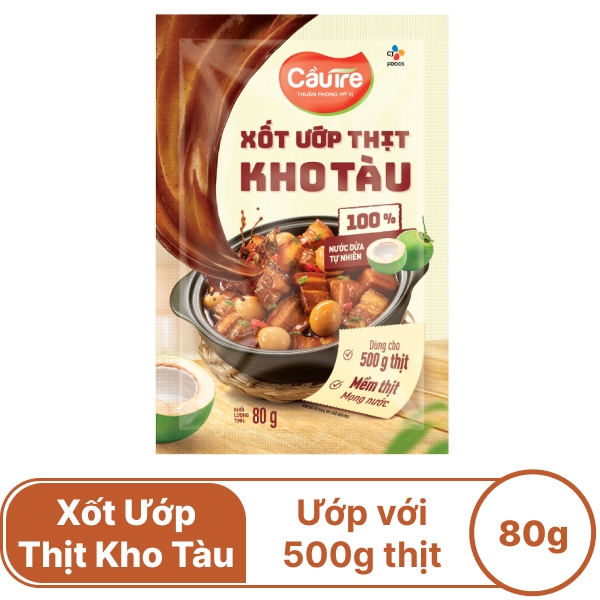 CẦUTRE
THUẦN PHONG MỸ VỊ
CJ
FOODS
XỐT ƯỚP THỊT
KHO TÀU
100%
NƯỚC DỪA
TỰ NHIÊN
Dùng cho
500 g thịt
Mềm thịt
Mọng nước
KHỐI
LƯỢNG
TỊNH:
80 g
Xốt Ướp
Thịt Kho Tàu
Ướp với
500g thịt
80g